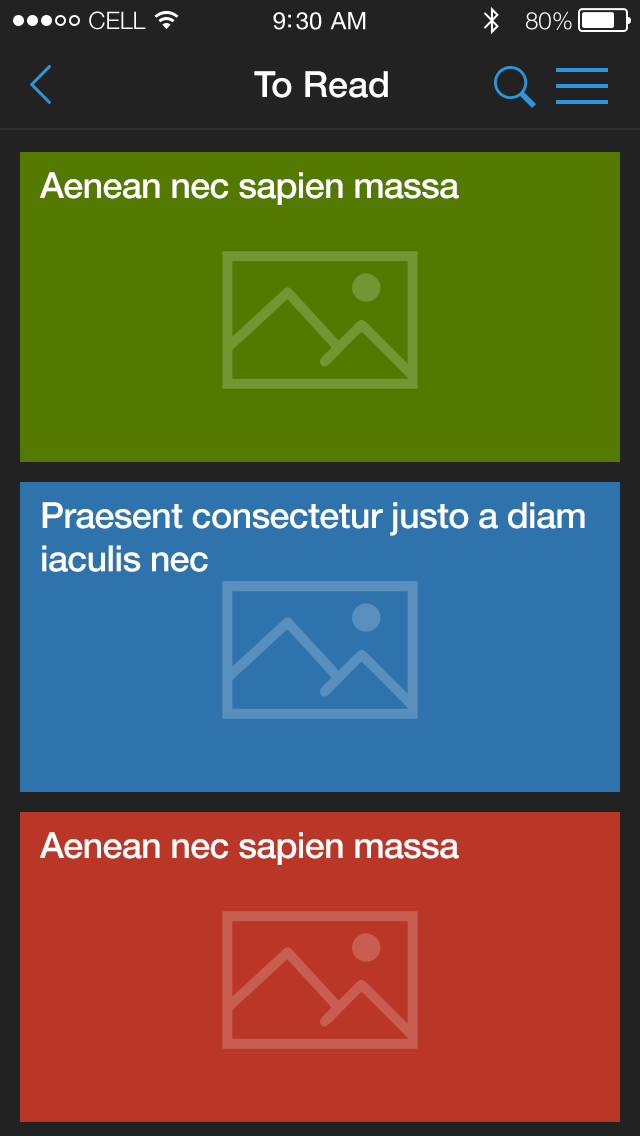 CELL 9:30 AM 80%
To Read
Aenean nec sapien massa
Praesent consectetur justo a diam
iaculis nec
Aenean nec sapien massa